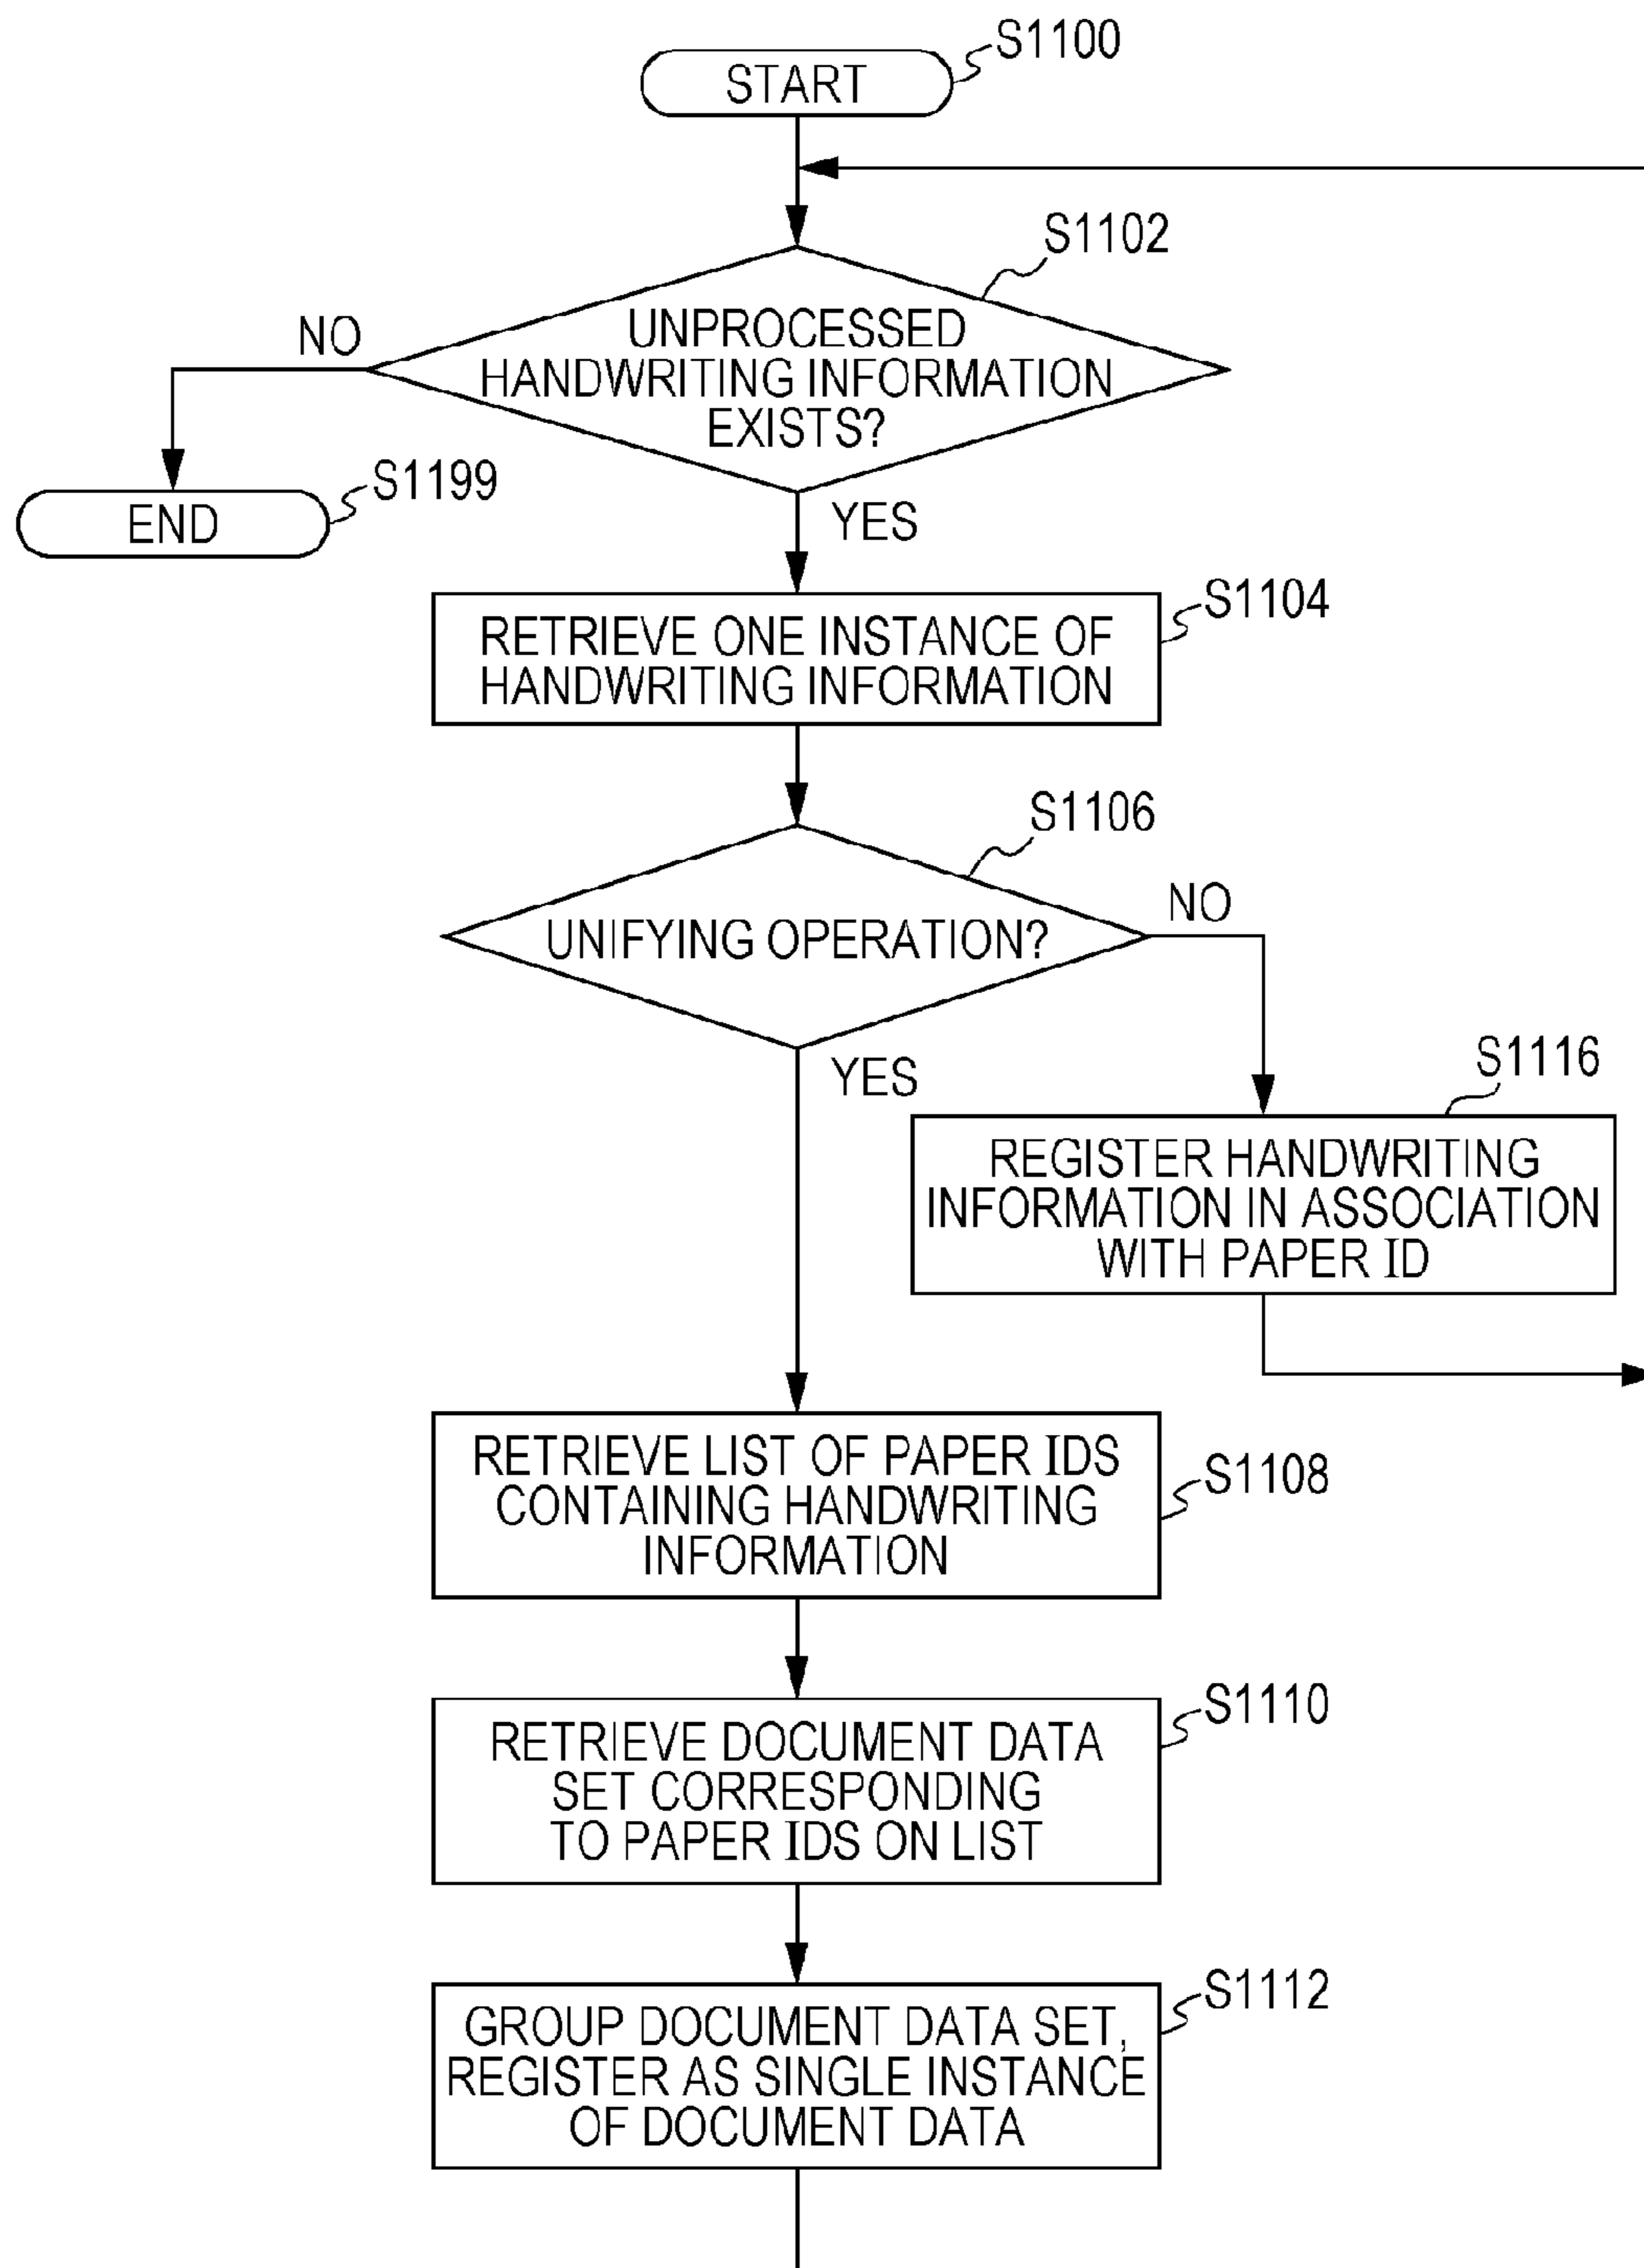 S1100
START
S1102
UNPROCESSED
HANDWRITING INFORMATION
EXISTS?
NO
S1199
END
YES
S1104
RETRIEVE ONE INSTANCE OF
HANDWRITING INFORMATION
S1106
UNIFYING OPERATION?
NO
YES
S1116
REGISTER HANDWRITING
INFORMATION IN ASSOCIATION
WITH PAPER ID
S1108
RETRIEVE LIST OF PAPER IDS
CONTAINING HANDWRITING
INFORMATION
S1110
RETRIEVE DOCUMENT DATA
SET CORRESPONDING
TO PAPER IDS ON LIST
S1112
GROUP DOCUMENT DATA SET,
REGISTER AS SINGLE INSTANCE
OF DOCUMENT DATA